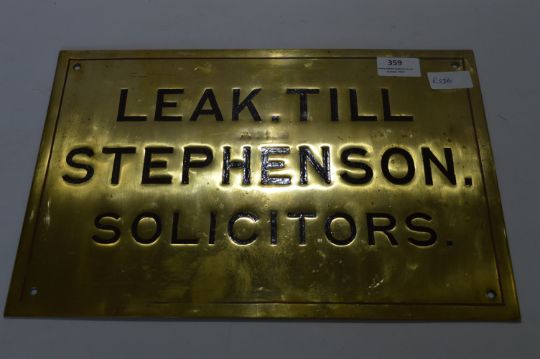 359
LEAK. TILL
STEPHENSON.
SOLICITORS.